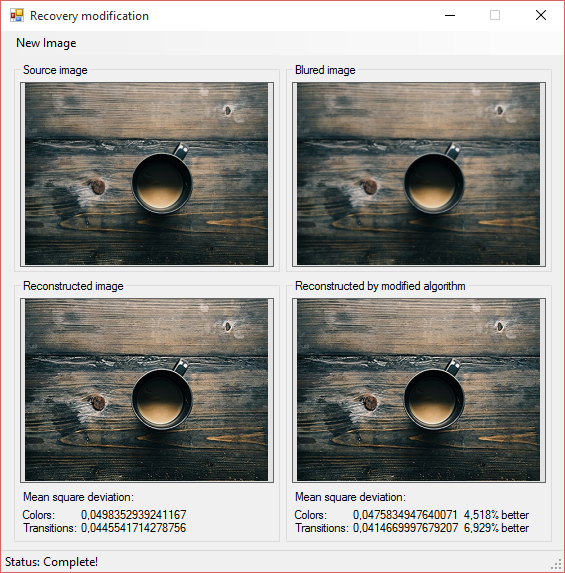 Recovery modification
New Image
Source image
Blured image
Reconstructed image
Reconstructed by modified algorithm
Mean square deviation:
Colors: 0,0498352939241167
Transitions: 0,0445541714278756
Mean square deviation:
Colors: 0,0475834947640071 4,518% better
Transitions: 0,0414669997679207 6,929% better
Status: Complete!